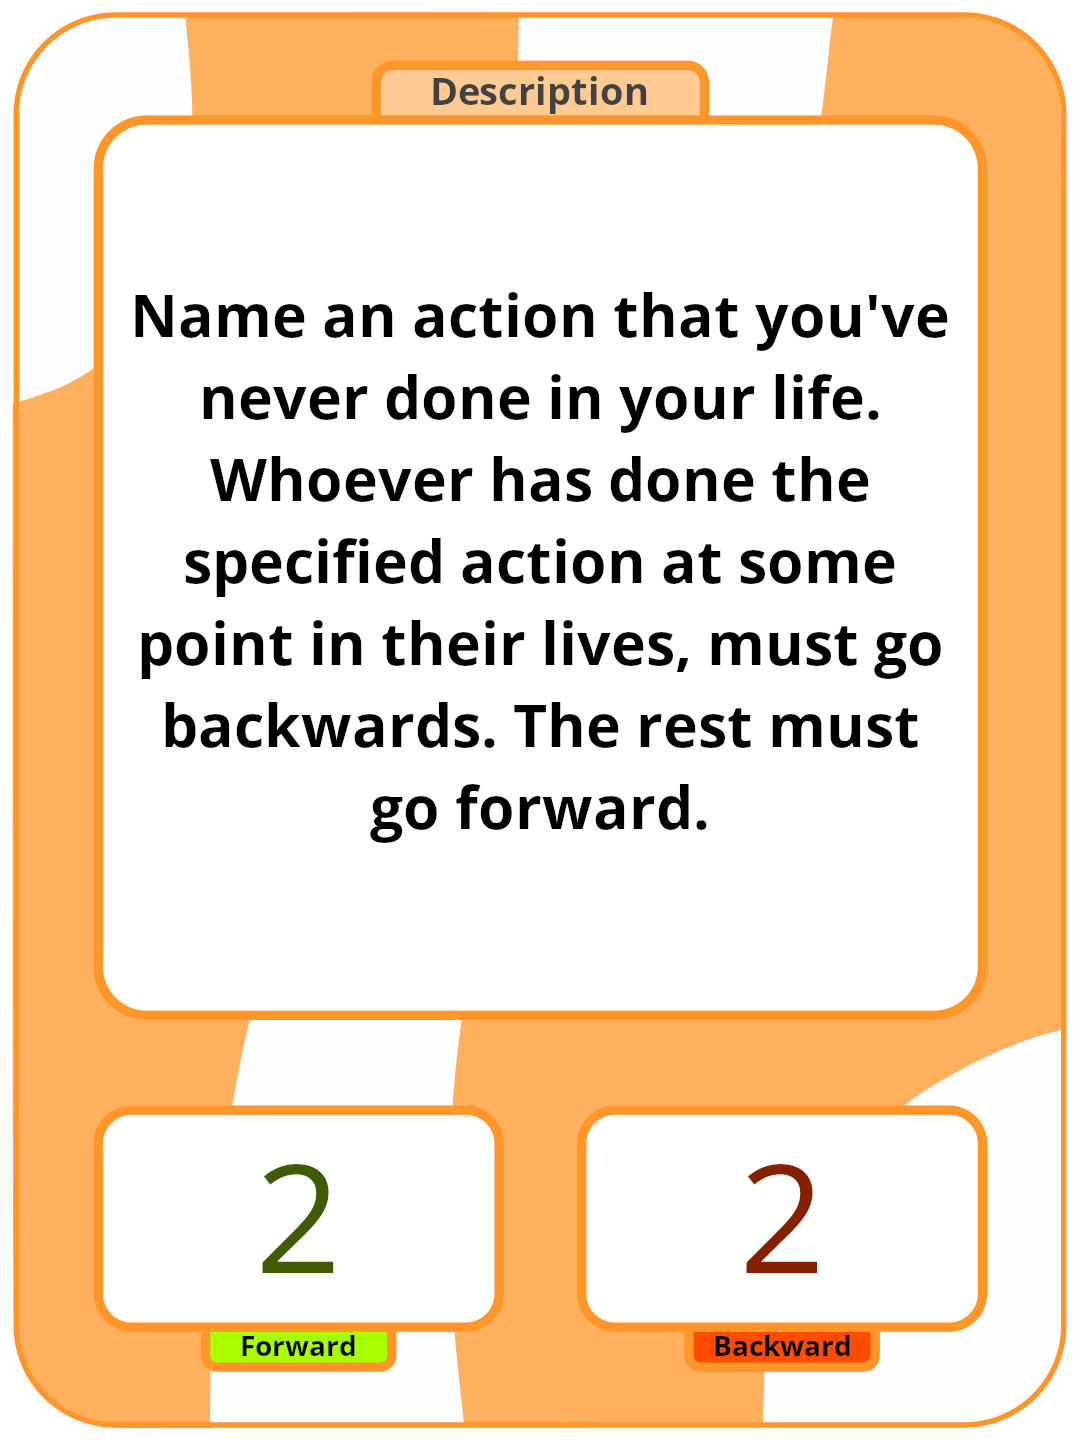 Description
Name an action that you've
never done in your life.
Whoever has done the
specified action at some
point in their lives, must go
backwards. The rest must
go forward.
2
2
Forward
Backward